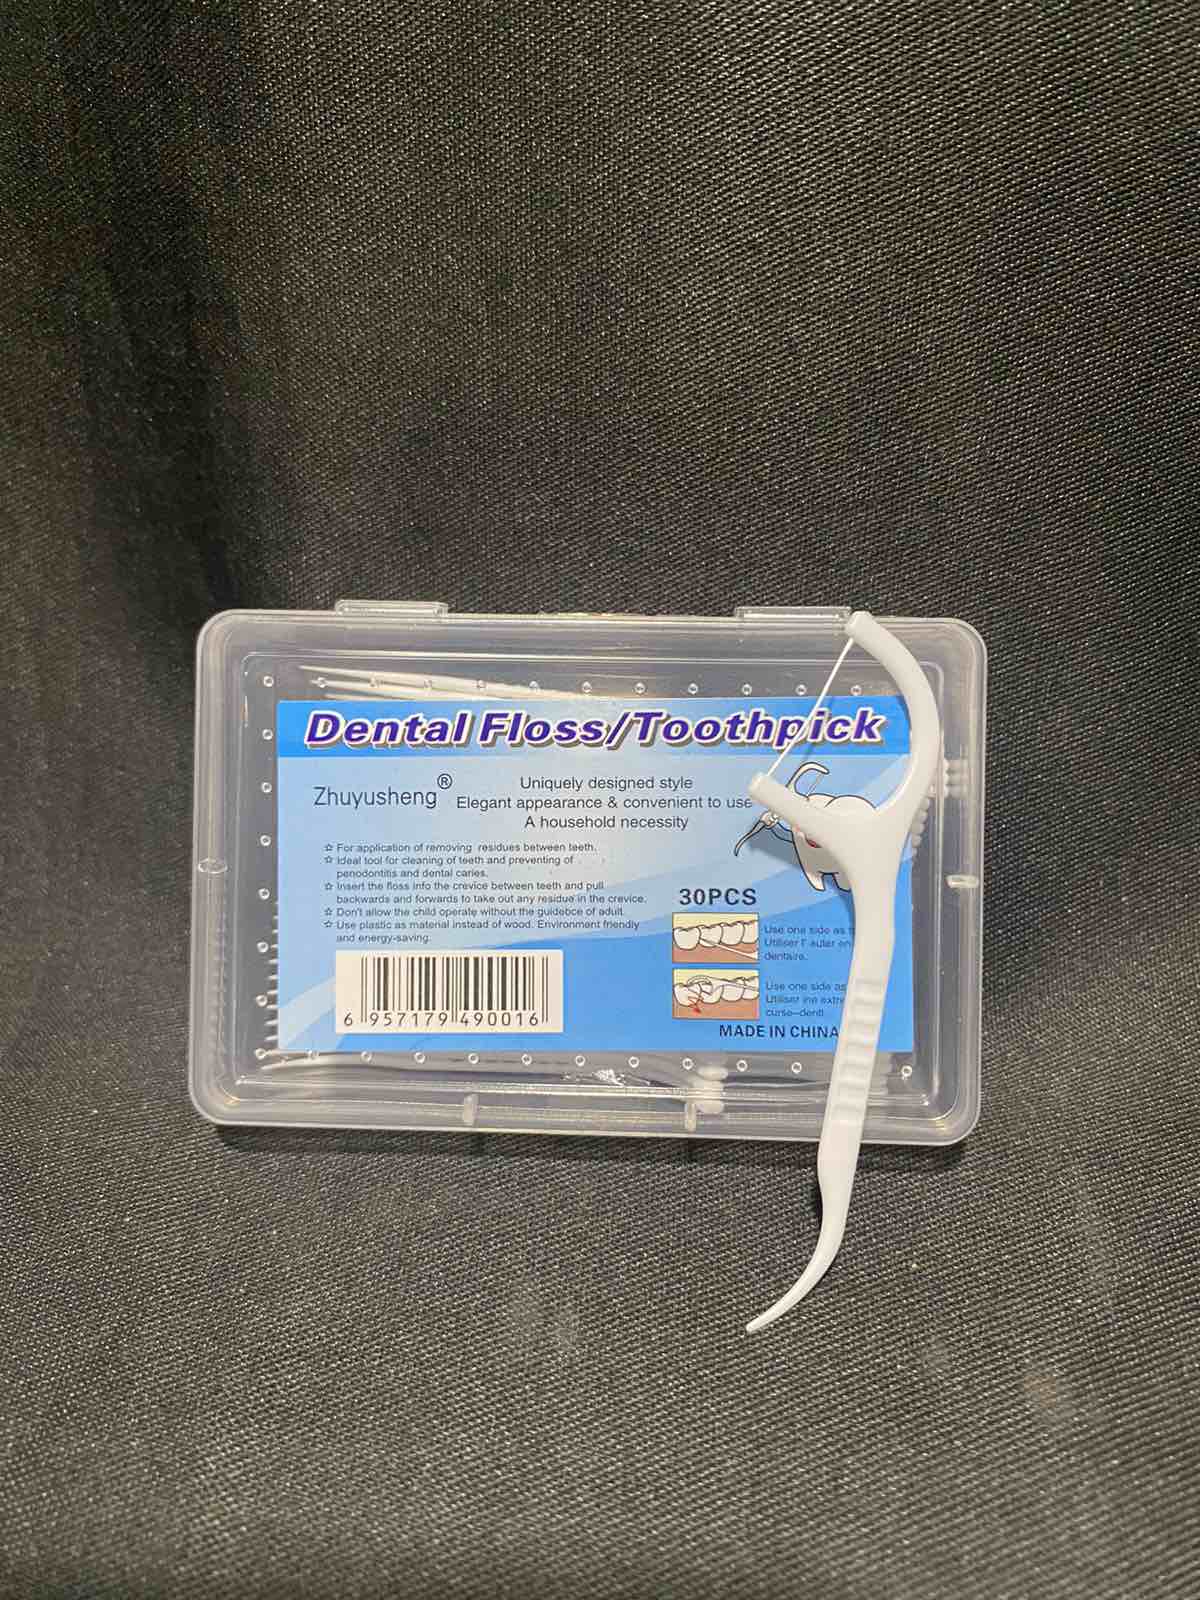 Dental Floss/Toothpick
Zhuyusheng®
Uniquely designed style
Elegant appearance & convenient to use
A household necessity
☆ For application of removing residues between teeth.
☆ Ideal tool for cleaning of teeth and preventing of
penodontitis and dental caries.
☆ Insert the floss info the crevice between teeth and pull
backwards and forwards to take out any residue in the crevice.
☆ Don't allow the child operate without the guidebce of adult.
☆ Use plastic as material instead of wood. Environment friendly
and energy-saving.
30PCS
Use one side as
Utiliser l' auter en
dentaire.
Use one side as
Utiliser ine
curse-denti
MADE IN CHINA
6 957179 490016